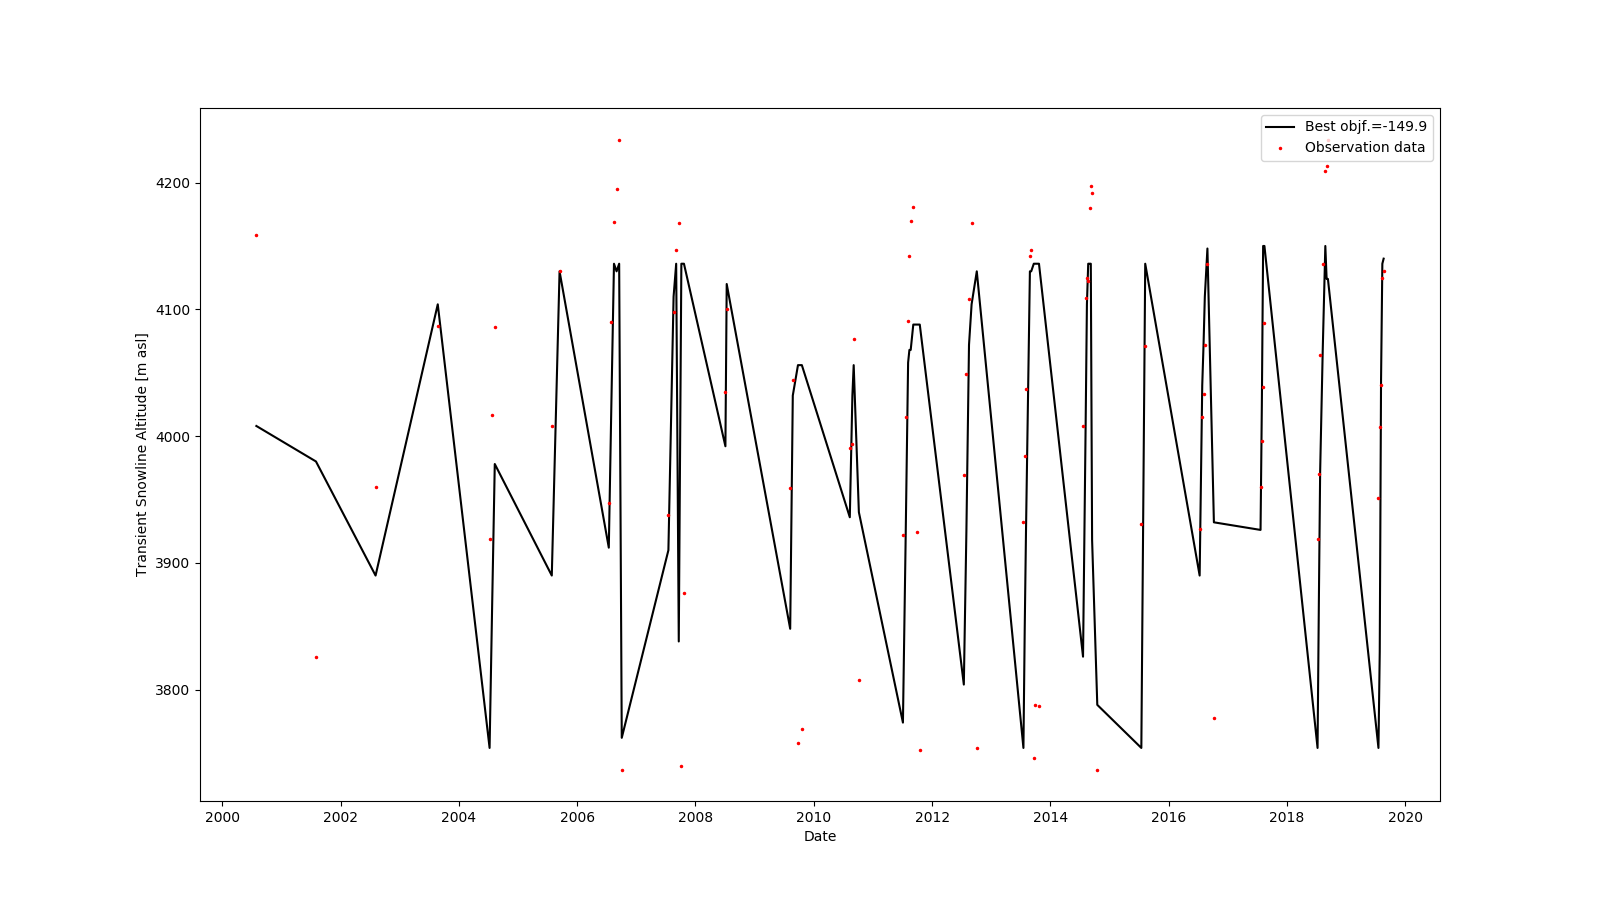 Best objf.=-149.9
Observation data
4200
4100
4000
3900
3800
Transient Snowline Altitude [m asl]
2000 2002 2004 2006 2008 2010 2012 2014 2016 2018 2020
Date